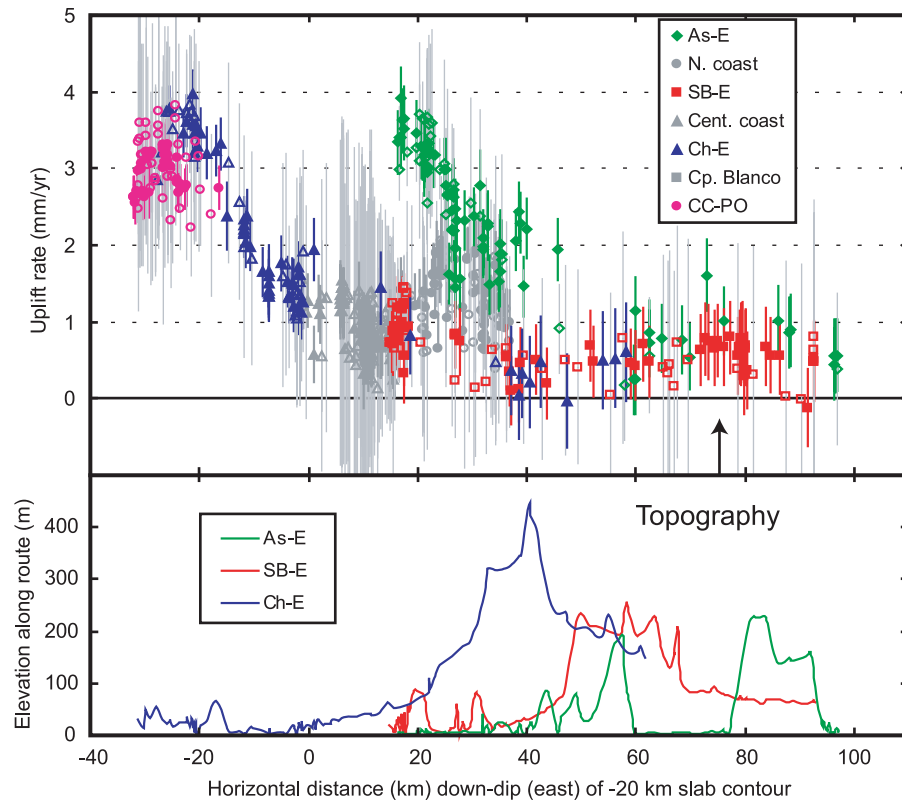 5
4
3
2
1
0
Uplift rate (mm/yr)
As-E
N. coast
SB-E
Cent. coast
Ch-E
Cp. Blanco
CC-PO
400
300
200
100
0
Elevation along route (m)
As-E
SB-E
Ch-E
Topography
-40 -20 0 20 40 60 80 100
Horizontal distance (km) down-dip (east) of -20 km slab contour